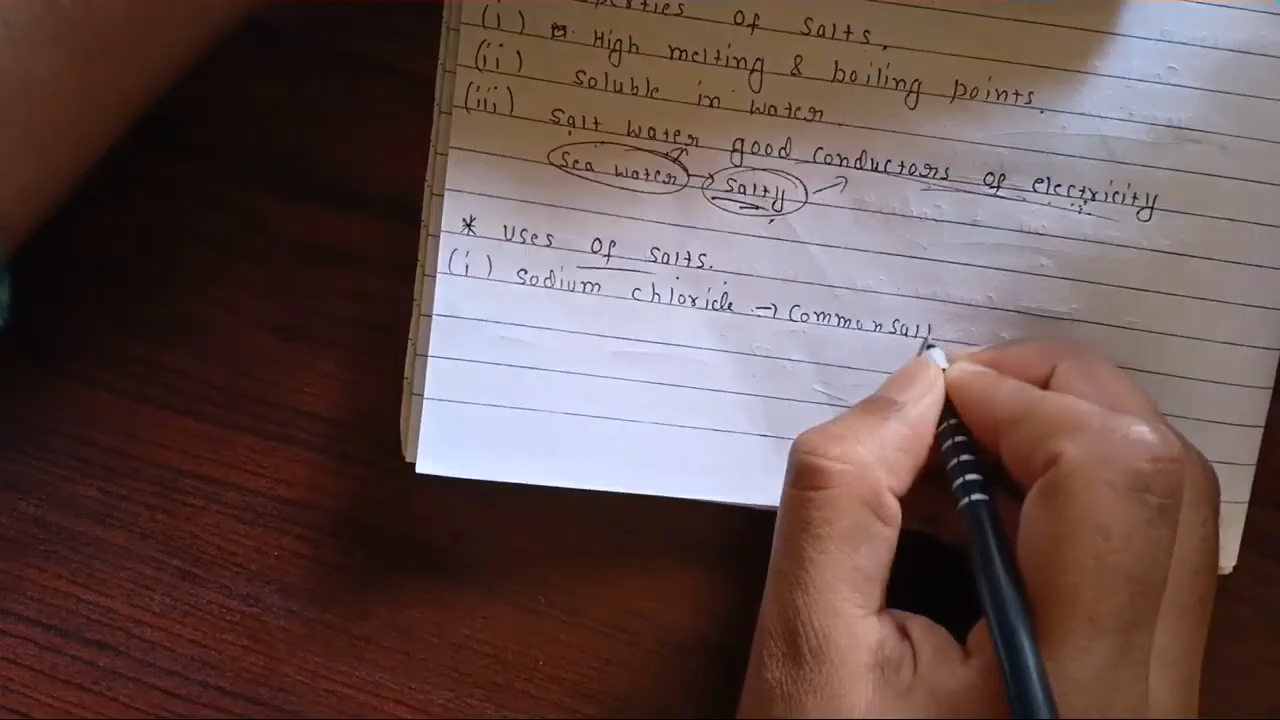 of salts.
(i) High melting & boiling points.
(ii) soluble in water.
(iii) salt water good conductors of electricity
sea water → salty
* uses of salts.
(i) sodium chloride → common salt